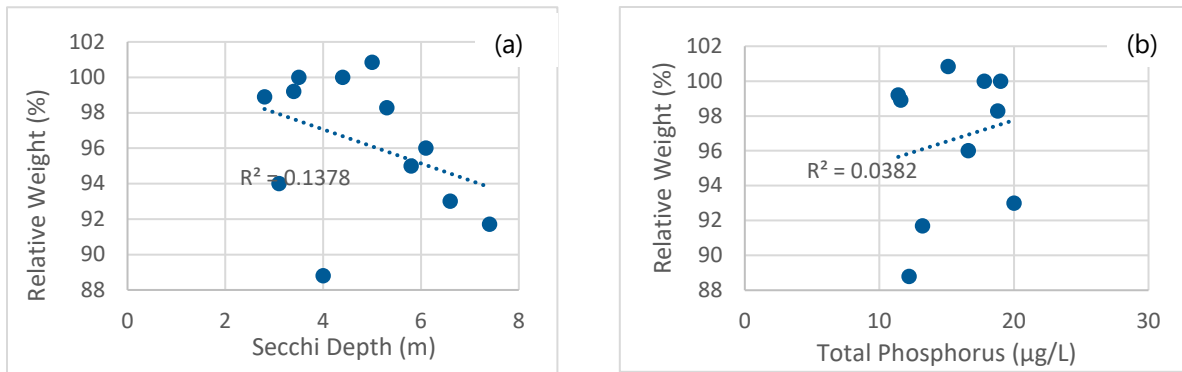 (a)
Relative Weight (%)
102
100
98
96
94
92
90
88
R² = 0.1378
0 2 4 6 8
Secchi Depth (m)
(b)
Relative Weight (%)
102
100
98
96
94
92
90
88
R² = 0.0382
0 10 20 30
Total Phosphorus (µg/L)